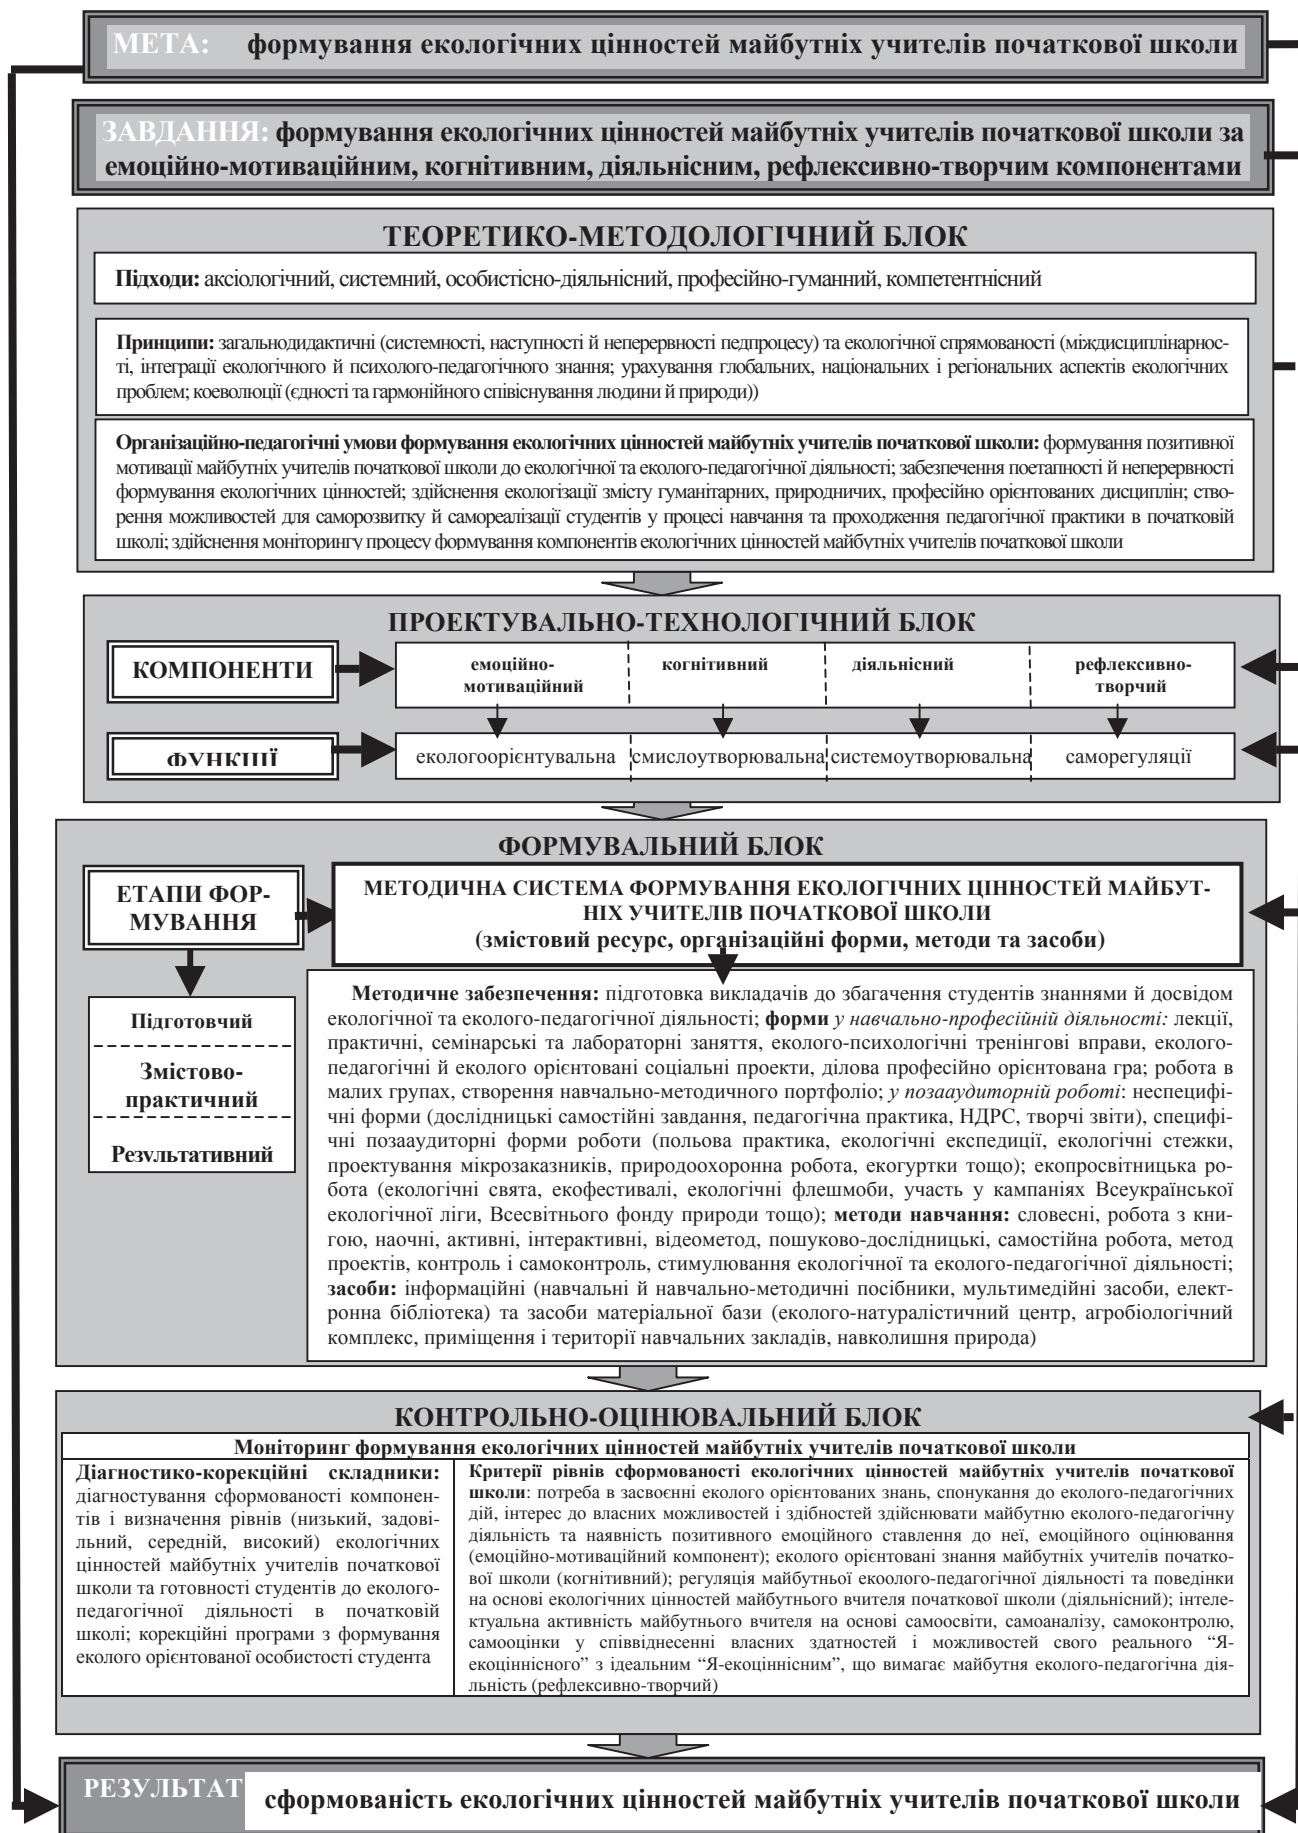 МЕТА: формування екологічних цінностей майбутніх учителів початкової школи
ЗАВДАННЯ: формування екологічних цінностей майбутніх учителів початкової школи за
емоційно-мотиваційним, когнітивним, діяльнісним, рефлексивно-творчим компонентами
ТЕОРЕТИКО-МЕТОДОЛОГІЧНИЙ БЛОК
Підходи: аксіологічний, системний, особистісно-діяльнісний, професійно-гуманний, компетентнісний
Принципи: загальнодидактичні (системності, наступності й неперервності педпроцесу) та екологічної спрямованості (міждисциплінарнос-
ті, інтеграції екологічного й психолого-педагогічного знання; урахування глобальних, національних і регіональних аспектів екологічних
проблем; коеволюції (єдності та гармонійного співіснування людини й природи))
Організаційно-педагогічні умови формування екологічних цінностей майбутніх учителів початкової школи: формування позитивної
мотивації майбутніх учителів початкової школи до екологічної та еколого-педагогічної діяльності; забезпечення поетапності й неперервності
формування екологічних цінностей; здійснення екологізації змісту гуманітарних, природничих, професійно орієнтованих дисциплін; ство-
рення можливостей для саморозвитку й самореалізації студентів у процесі навчання та проходження педагогічної практики в початковій
школі; здійснення моніторингу процесу формування компонентів екологічних цінностей майбутніх учителів початкової школи
ПРОЕКТУВАЛЬНО-ТЕХНОЛОГІЧНИЙ БЛОК
КОМПОНЕНТИ
емоційно-
мотиваційний
когнітивний
діяльнісний
рефлексивно-
творчий
ФУНКЦІЇ
екологоорієнтувальна
смислоутворювальна
системоутворювальна
саморегуляції
ФОРМУВАЛЬНИЙ БЛОК
ЕТАПИ ФОР-
МУВАННЯ
МЕТОДИЧНА СИСТЕМА ФОРМУВАННЯ ЕКОЛОГІЧНИХ ЦІННОСТЕЙ МАЙБУТ-
НІХ УЧИТЕЛІВ ПОЧАТКОВОЇ ШКОЛИ
(змістовий ресурс, організаційні форми, методи та засоби)
Підготовчий
Змістово-
практичний
Результативний
Методичне забезпечення: підготовка викладачів до збагачення студентів знаннями й досвідом
екологічної та еколого-педагогічної діяльності; форми у навчально-професійній діяльності: лекції,
практичні, семінарські та лабораторні заняття, еколого-психологічні тренінгові вправи, еколого-
педагогічні й еколого орієнтовані соціальні проекти, ділова професійно орієнтована гра; робота в
малих групах, створення навчально-методичного портфоліо; у позааудиторній роботі: неспецифі-
чні форми (дослідницькі самостійні завдання, педагогічна практика, НДРС, творчі звіти), специфі-
чні позааудиторні форми роботи (польова практика, екологічні експедиції, екологічні стежки,
проектування мікрозаказників, природоохоронна робота, екогуртки тощо); екопросвітницька ро-
бота (екологічні свята, екофестивалі, екологічні флешмоби, участь у кампаніях Всеукраїнської
екологічної ліги, Всесвітнього фонду природи тощо); методи навчання: словесні, робота з кни-
гою, наочні, активні, інтерактивні, відеометод, пошуково-дослідницькі, самостійна робота, метод
проектів, контроль і самоконтроль, стимулювання екологічної та еколого-педагогічної діяльності;
засоби: інформаційні (навчальні й навчально-методичні посібники, мультимедійні засоби, елект-
ронна бібліотека) та засоби матеріальної бази (еколого-натуралістичний центр, агробіологічний
комплекс, приміщення і території навчальних закладів, навколишня природа)
КОНТРОЛЬНО-ОЦІНЮВАЛЬНИЙ БЛОК
Моніторинг формування екологічних цінностей майбутніх учителів початкової школи
Діагностико-корекційні складники:
діагностування сформованості компонен-
тів і визначення рівнів (низький, задові-
льний, середній, високий) екологічних
цінностей майбутніх учителів початкової
школи та готовності студентів до еколого-
педагогічної діяльності в початковій
школі; корекційні програми з формування
еколого орієнтованої особистості студента
Критерії рівнів сформованості екологічних цінностей майбутніх учителів початкової
школи: потреба в засвоєнні еколого орієнтованих знань, спонукання до еколого-педагогічних
дій, інтерес до власних можливостей і здібностей здійснювати майбутню еколого-педагогічну
діяльність та наявність позитивного емоційного ставлення до неї, емоційного оцінювання
(емоційно-мотиваційний компонент); еколого орієнтовані знання майбутніх учителів початко-
вої школи (когнітивний); регуляція майбутньої екоолого-педагогічної діяльності та поведінки
на основі екологічних цінностей майбутнього вчителя початкової школи (діяльнісний); інтеле-
ктуальна активність майбутнього вчителя на основі самоосвіти, самоаналізу, самоконтролю,
самооцінки у співвіднесенні власних здатностей і можливостей свого реального “Я-
екоціннісного” з ідеальним “Я-екоціннісним”, що вимагає майбутня еколого-педагогічна дія-
льність (рефлексивно-творчий)
РЕЗУЛЬТАТ сформованість екологічних цінностей майбутніх учителів початкової школи